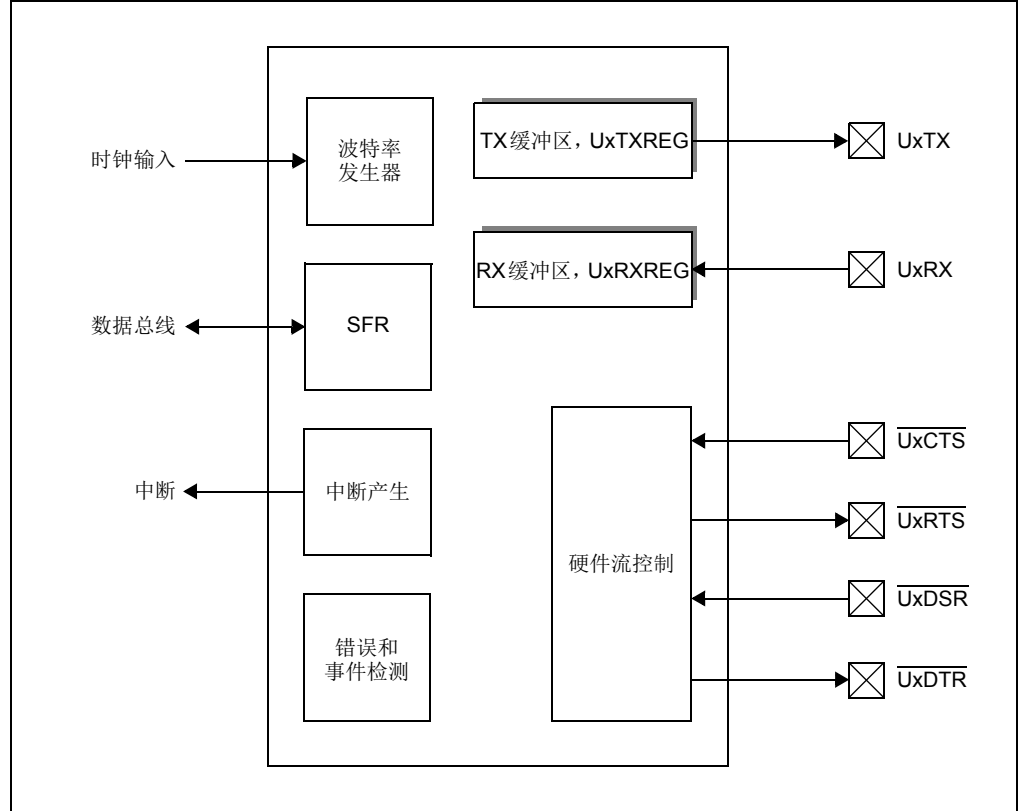 时钟输入
波特率
发生器
TX缓冲区，UxTXREG
UxTX
RX缓冲区，UxRXREG
UxRX
数据总线
SFR
UxCTS
中断
中断产生
UxRTS
硬件流控制
UxDSR
错误和
事件检测
UxDTR